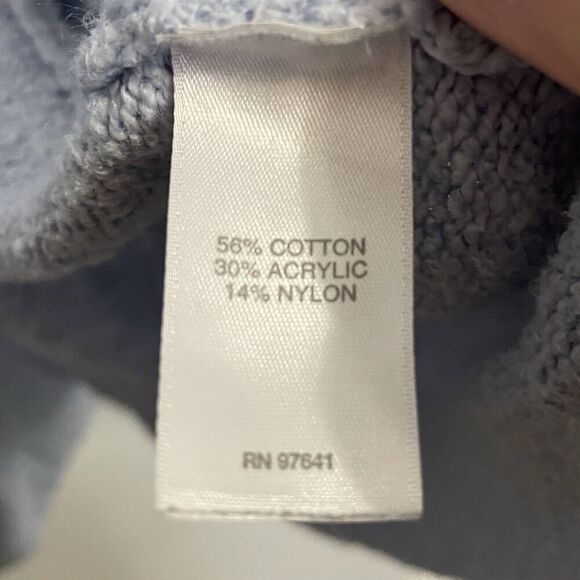 56% COTTON
30% ACRYLIC
14% NYLON
RN 97641